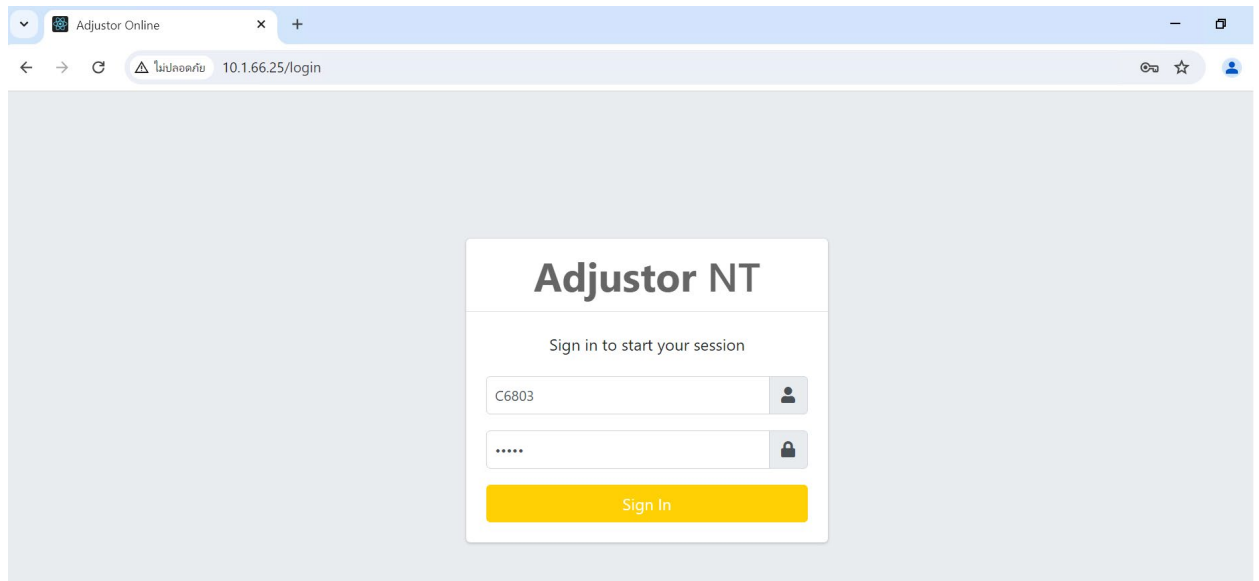 Adjustor Online
ไม่ปลอดภัย 10.1.66.25/login
Adjustor NT
Sign in to start your session
C6803
•••••
Sign In